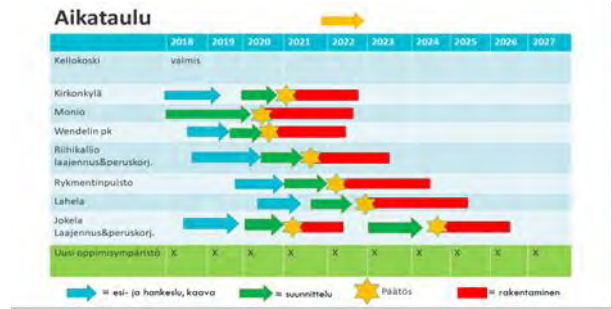 Aikataulu
2018 2019 2020 2021 2022 2023 2024 2025 2026 2027
Kellokoski valmis
Kirkonkylä
Monio
Wendelin pk
Riihikallio
laajennus&peruskorj.
Rykmentinpuisto
Lahela
Jokela
Laajennus&peruskorj.
Uusi oppimisympäristö X X X X X X X X X X
= esi- ja hankeslu, kaava = suunnittelu Päätös = rakentaminen